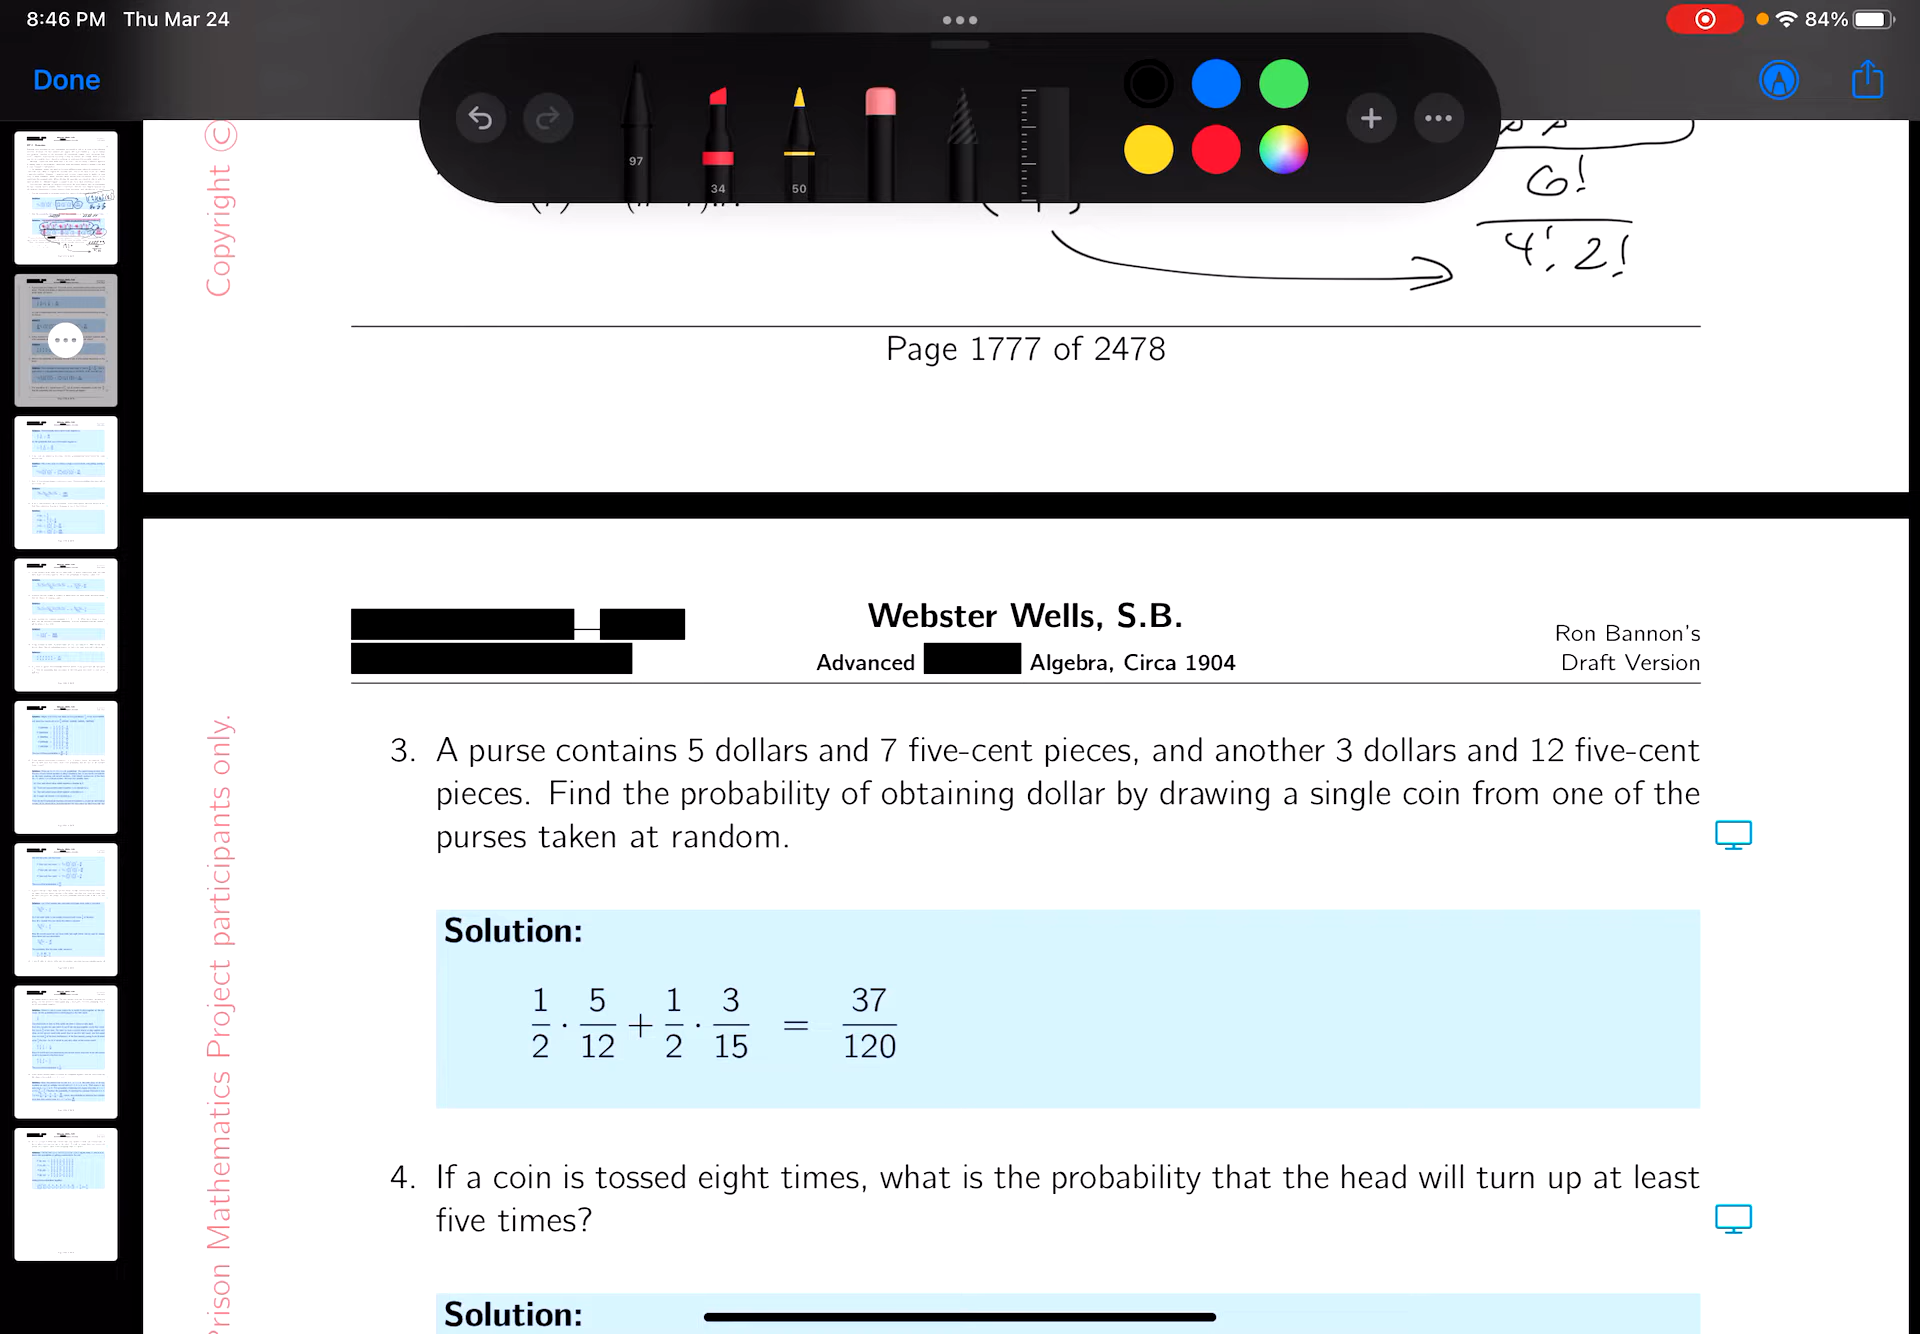 8:46 PM Thu Mar 24
84%
Done
97
34
50
6!
4! 2!
Copyright ©
Page 1777 of 2478
Webster Wells, S.B.
Advanced Algebra, Circa 1904
Ron Bannon's
Draft Version
Prison Mathematics Project participants only.
3. A purse contains 5 dollars and 7 five-cent pieces, and another 3 dollars and 12 five-cent
pieces. Find the probability of obtaining dollar by drawing a single coin from one of the
purses taken at random.
Solution:
1/2 · 5/12 + 1/2 · 3/15 = 37/120
4. If a coin is tossed eight times, what is the probability that the head will turn up at least
five times?
Solution: